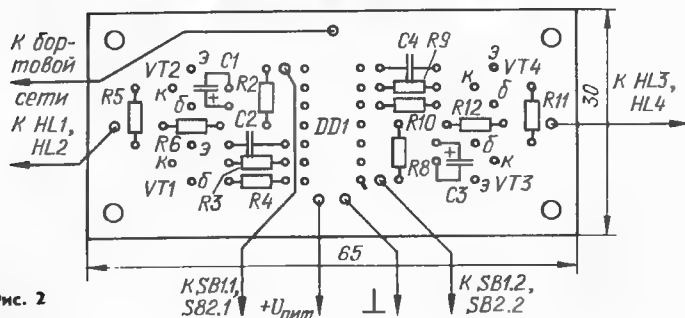 К бор-
товой
сети
К HL1,
HL2
VT2
э
к
б
C1
+
R2
R5
R6
C2
э
к
б
VT1
R3
R4
DD1
C4
R9
R10
R8
э
VT4
к
б
R12
R11
+
C3
б
к
э
VT3
К HL3,
HL4
30
65
К SB1.1,
SB2.1
+Uпит
⊥
К SB1.2,
SB2.2
Рис. 2